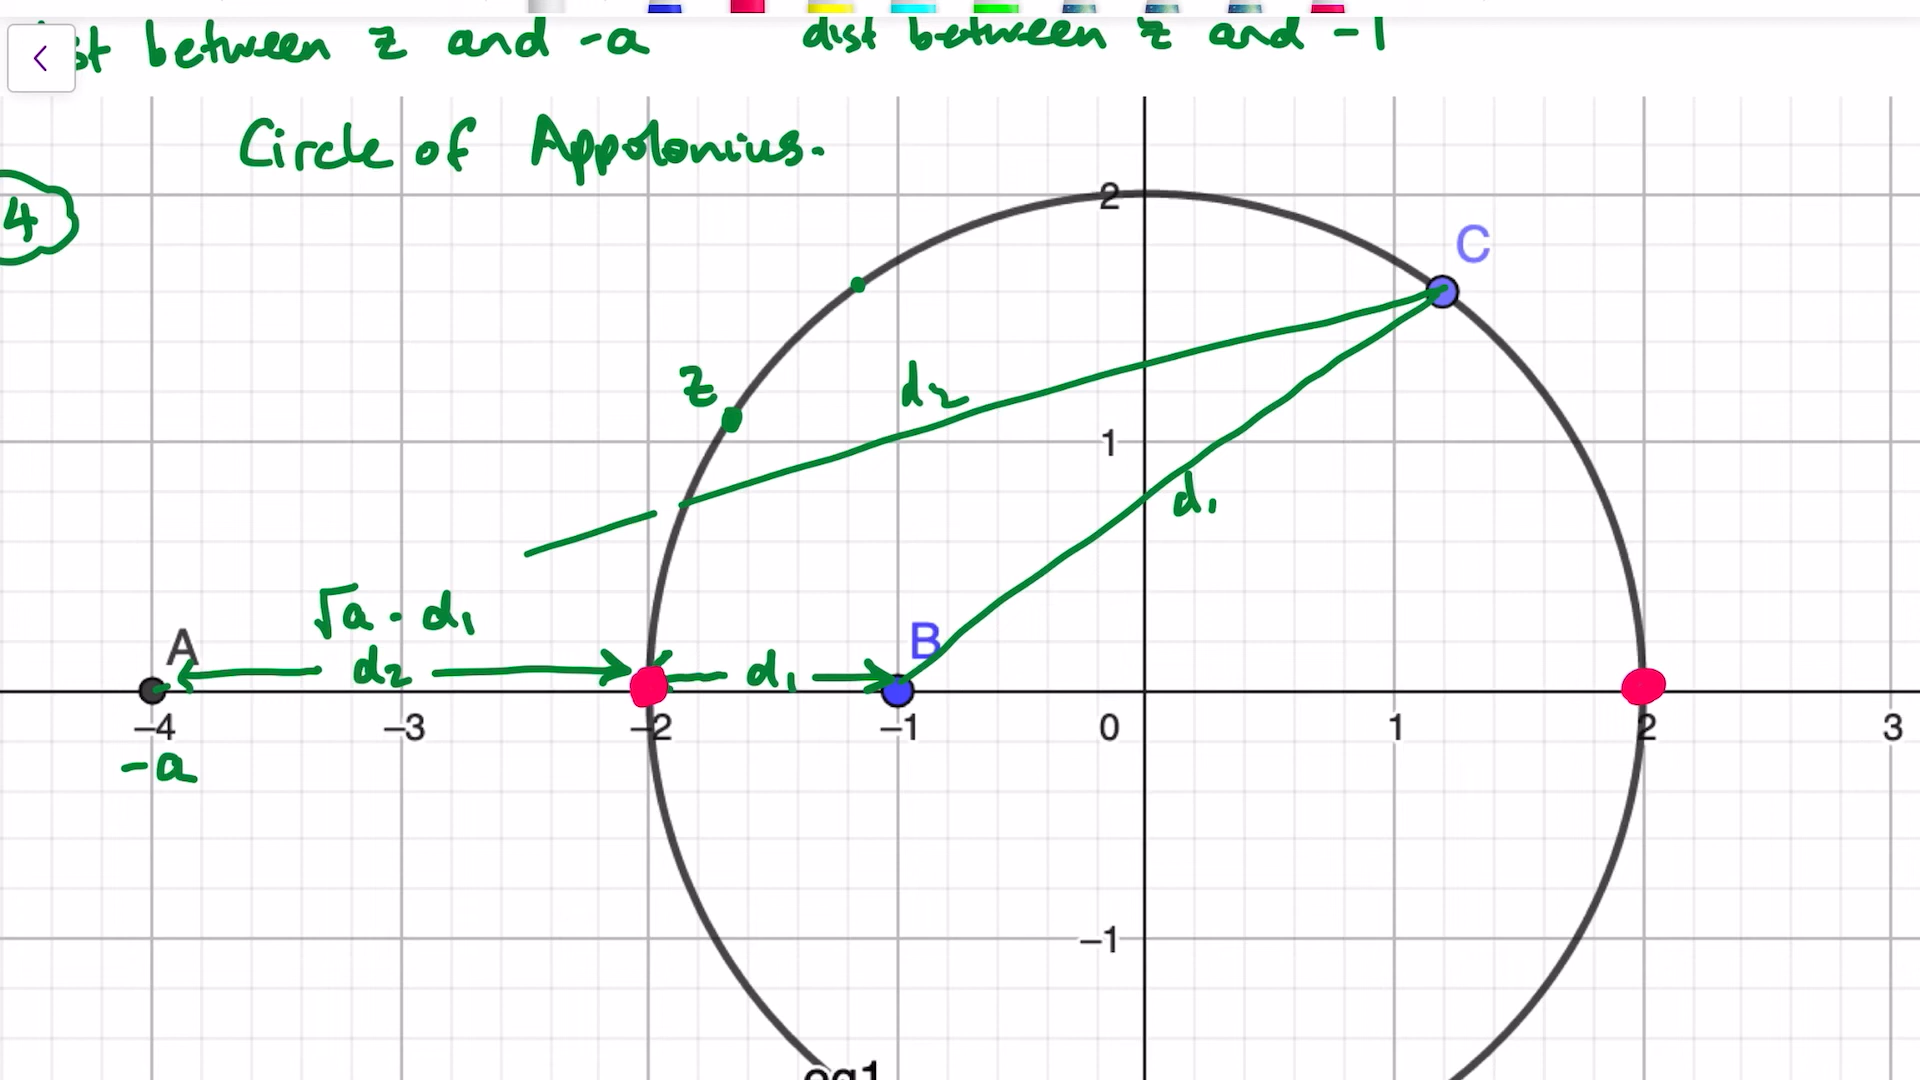 st between z and -a dist between z and -1
Circle of Appolonius.
4
2
C
z
d₂
1
d₁
√a · d₁
A
B
d₂
d₁
–4 –3 –2 –1 0 1 2 3
-a
–1
eq1